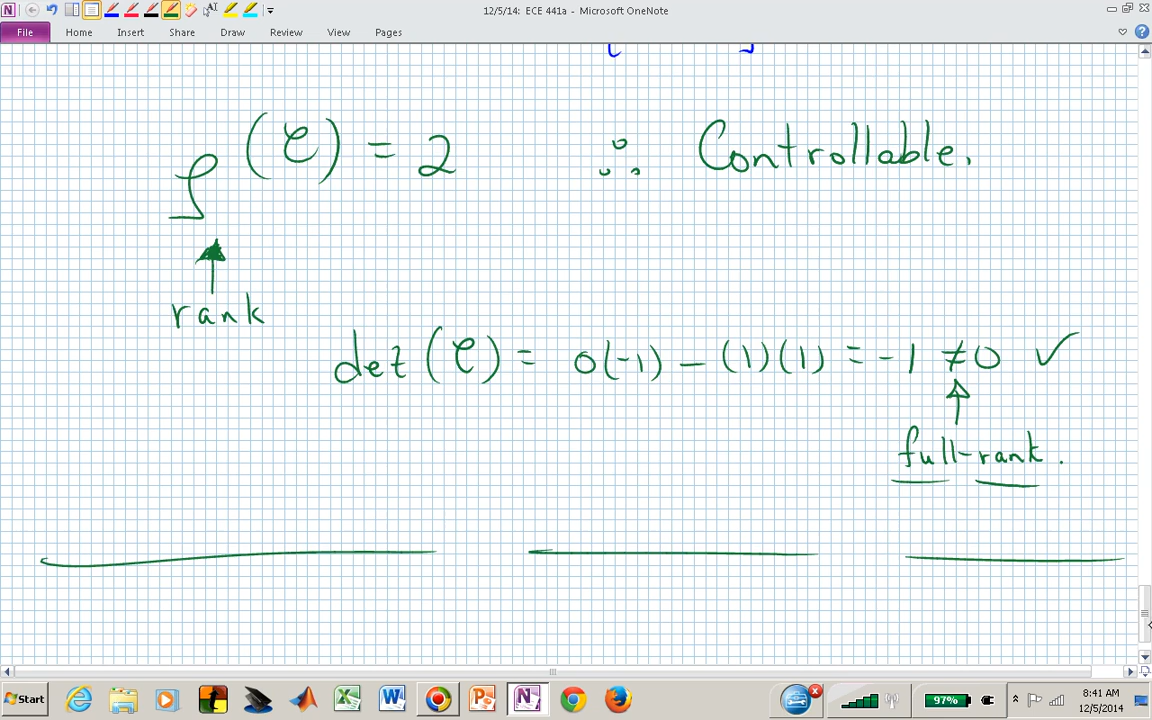 12/5/14: ECE 441a - Microsoft OneNote
File Home Insert Share Draw Review View Pages
ρ(𝒞) = 2 ∴ Controllable.
rank
det (𝒞) = 0(-1) - (1)(1) = -1 ≠0 ✓
full-rank.
Start 97% 8:41 AM
12/5/2014